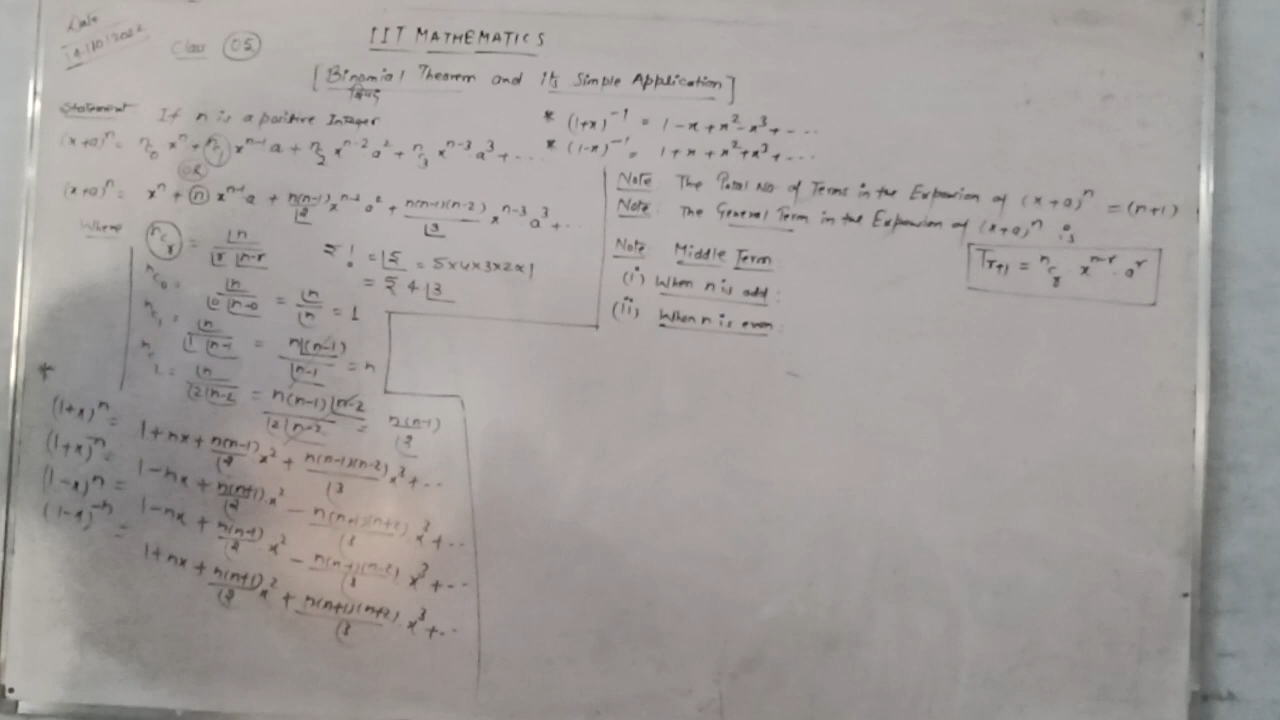 Date
14/10/2022
Class 05
IIT MATHEMATICS
[Binomial Theorem and its Simple Application]
द्विपद
Statement If n is a positive Integer
(x+a)^n = nC0 x^n + nC1 x^n-1 a + nC2 x^n-2 a^2 + nC3 x^n-3 a^3 + ...
OR
(x+a)^n = x^n + n x^n-1 a + n(n-1)/|2 x^n-2 a^2 + n(n-1)(n-2)/|3 x^n-3 a^3 + ...
Where nCr = |n / |r |n-r
5! = |5 = 5x4x3x2x1
= 5 4 |3
nC0 = |n / |0 |n-0 = |n / |n = 1
nC1 = |n / |1 |n-1 = n|(n-1) / |n-1 = n
nC2 = |n / |2 |n-2 = n(n-1)|n-2 / |2 |n-2 = n(n-1) / |2
*
(1+x)^n = 1+nx+ n(n-1)/|2 x^2 + n(n-1)(n-2)/|3 x^3 + ...
(1+x)^-n = 1-nx+ n(n+1)/|2 x^2 - n(n+1)(n+2)/|3 x^3 + ...
(1-x)^n = 1-nx+ n(n-1)/|2 x^2 - n(n-1)(n-2)/|3 x^3 + ...
(1-x)^-n = 1+nx+ n(n+1)/|2 x^2 + n(n+1)(n+2)/|3 x^3 + ...
* (1+x)^-1 = 1-x+x^2-x^3+ ...
* (1-x)^-1 = 1+x+x^2+x^3+ ...
Note: The Total No of Terms in the Expansion of (x+a)^n = (n+1)
Note: The General Term in the Expansion of (x+a)^n is
Tr+1 = nCr x^n-r . a^r
Note: Middle Term
(i) When n is odd:
(ii) When n is even: